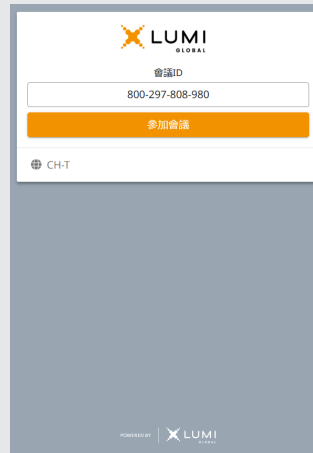 LUMI
GLOBAL
會議ID
800-297-808-980
參加會議
CH-T
POWERED BY
LUMI
GLOBAL